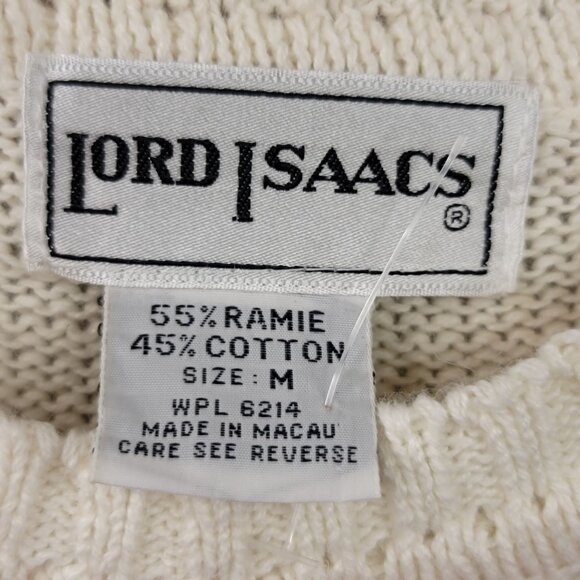 LORD ISAACS
®
55% RAMIE
45% COTTON
SIZE: M
WPL 6214
MADE IN MACAU
CARE SEE REVERSE